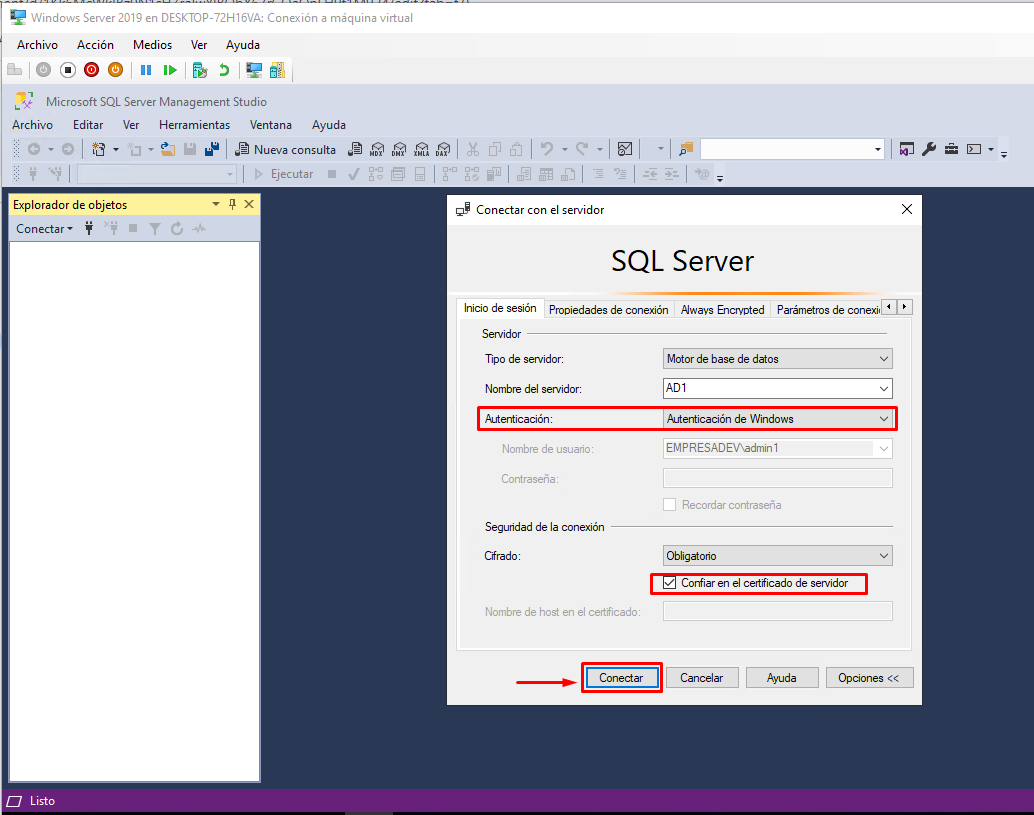 Windows Server 2019 en DESKTOP-72H16VA: Conexión a máquina virtual
Archivo Acción Medios Ver Ayuda
Microsoft SQL Server Management Studio
Archivo Editar Ver Herramientas Ventana Ayuda
Nueva consulta MDX DMX XMLA DAX
Ejecutar
Explorador de objetos
Conectar
Conectar con el servidor
SQL Server
Inicio de sesión Propiedades de conexión Always Encrypted Parámetros de conexi
Servidor
Tipo de servidor: Motor de base de datos
Nombre del servidor: AD1
Autenticación: Autenticación de Windows
Nombre de usuario: EMPRESADEV\admin1
Contraseña:
Recordar contraseña
Seguridad de la conexión
Cifrado: Obligatorio
Confiar en el certificado de servidor
Nombre de host en el certificado:
Conectar Cancelar Ayuda Opciones <<
Listo